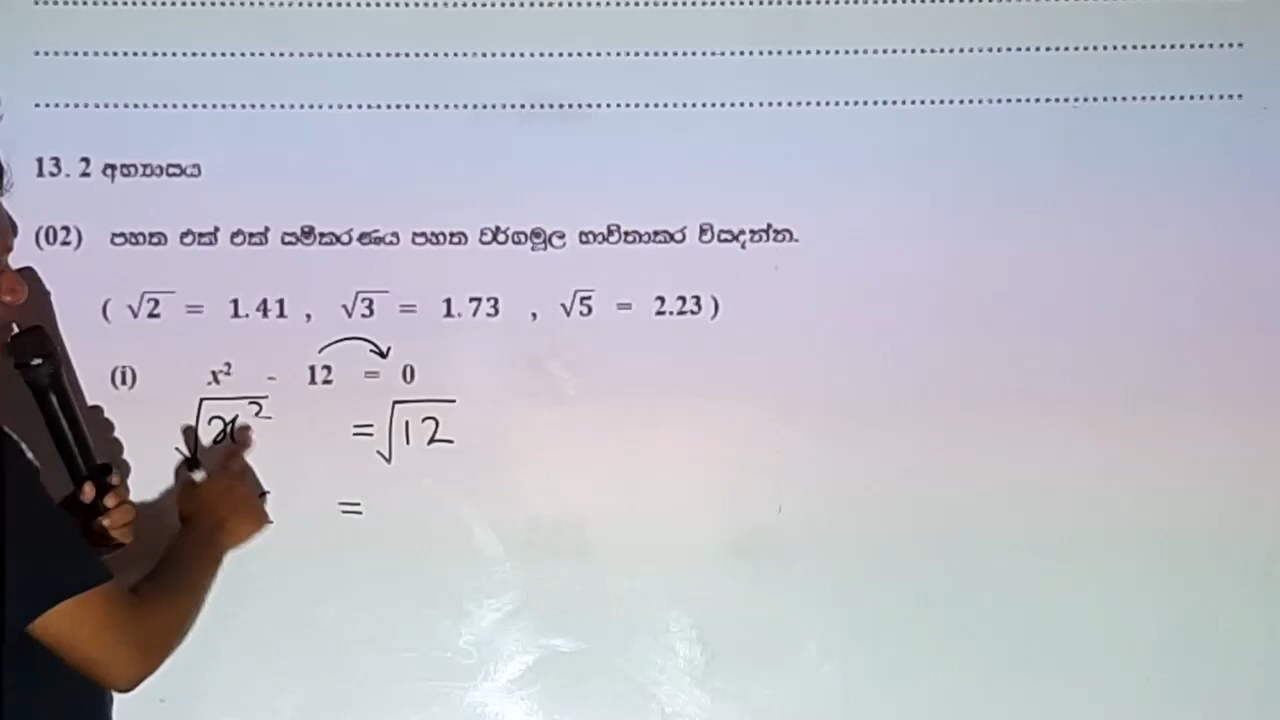 13. 2 අභ්‍යාසය
(02) පහත එක් එක් සමීකරණය පහත වර්ගමූල භාවිතාකර විසදන්න.
( √2 = 1.41 , √3 = 1.73 , √5 = 2.23 )
(i) x² - 12 = 0
√x² = √12
=